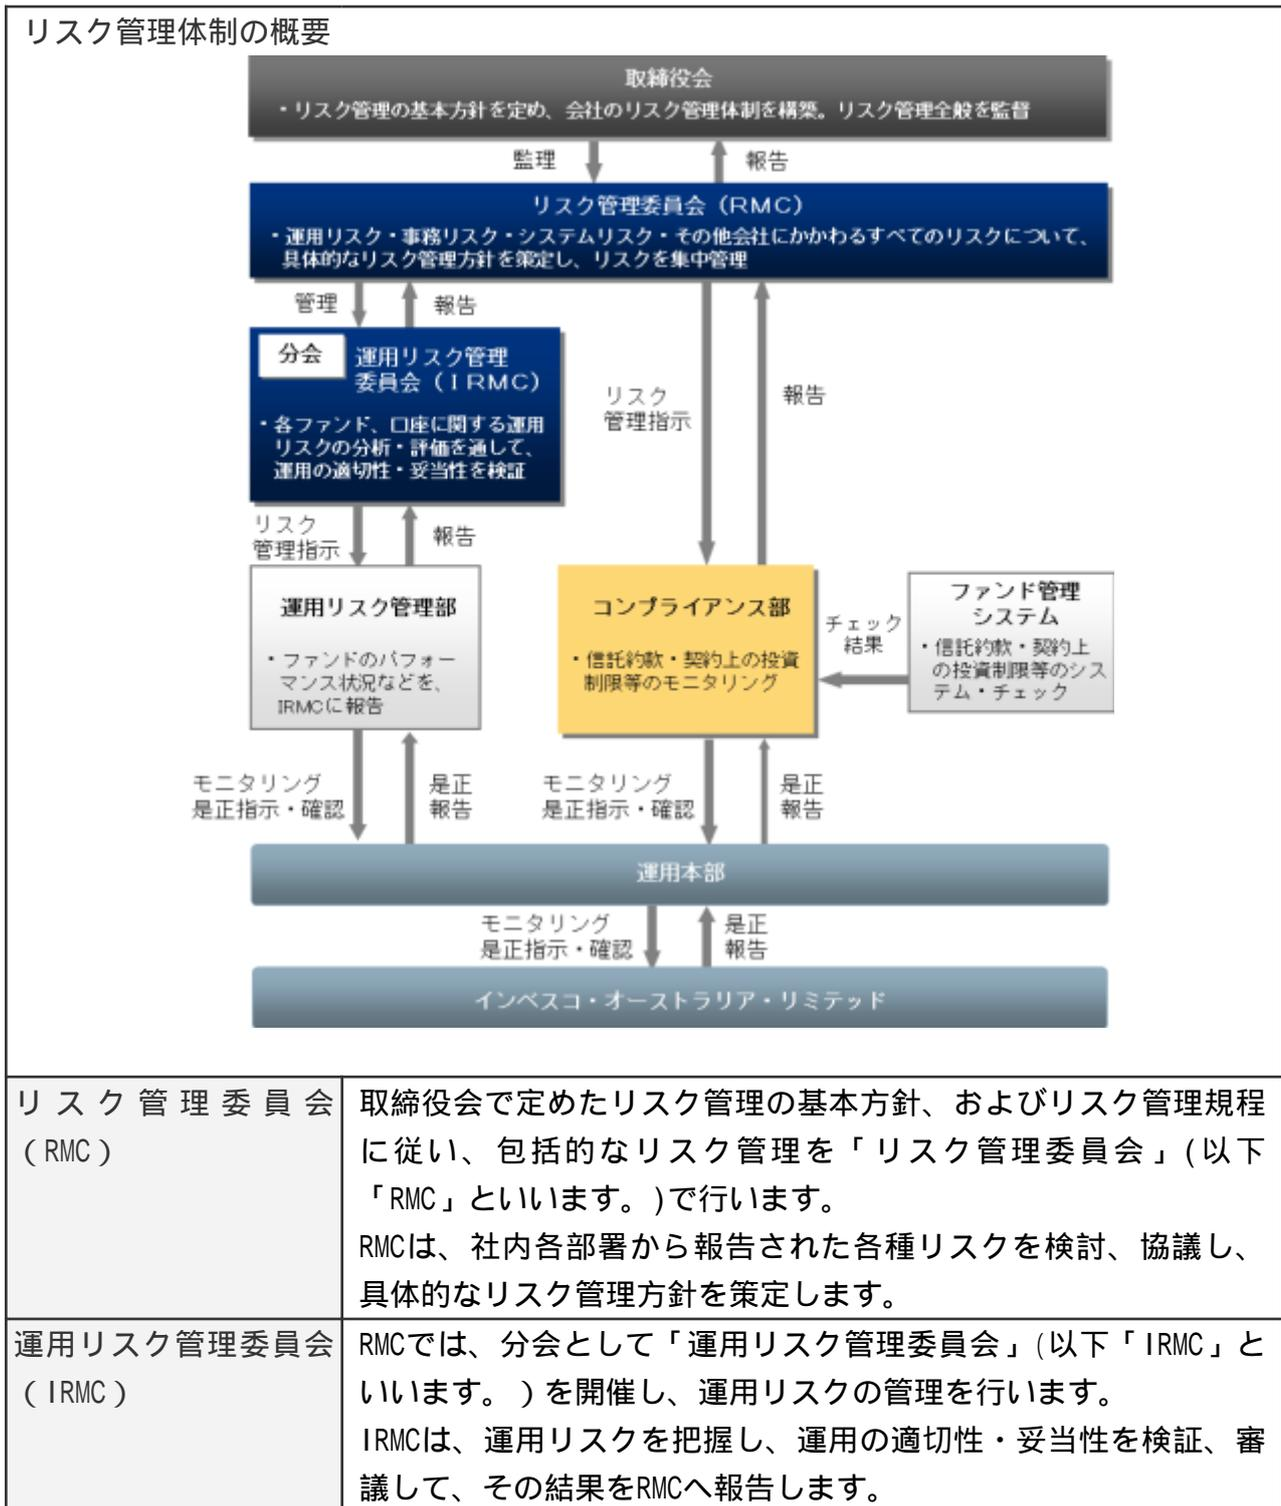 リスク管理体制の概要
取締役会
・リスク管理の基本方針を定め、会社のリスク管理体制を構築。リスク管理全般を監督
監理
報告
リスク管理委員会（RMC）
・運用リスク・事務リスク・システムリスク・その他会社にかかわるすべてのリスクについて、
具体的なリスク管理方針を策定し、リスクを集中管理
管理
報告
分会
運用リスク管理
委員会（IRMC）
・各ファンド、口座に関する運用
リスクの分析・評価を通して、
運用の適切性・妥当性を検証
リスク
管理指示
報告
リスク
管理指示
報告
運用リスク管理部
・ファンドのパフォー
マンス状況などを、
IRMCに報告
コンプライアンス部
・信託約款・契約上の投資
制限等のモニタリング
チェック
結果
ファンド管理
システム
・信託約款・契約上
の投資制限等のシス
テム・チェック
モニタリング
是正指示・確認
是正
報告
モニタリング
是正指示・確認
是正
報告
運用本部
モニタリング
是正指示・確認
是正
報告
インベスコ・オーストラリア・リミテッド
リスク管理委員会
（RMC）
取締役会で定めたリスク管理の基本方針、およびリスク管理規程
に従い、包括的なリスク管理を「リスク管理委員会」(以下
「RMC」といいます。)で行います。
RMCは、社内各部署から報告された各種リスクを検討、協議し、
具体的なリスク管理方針を策定します。
運用リスク管理委員会
（IRMC）
RMCでは、分会として「運用リスク管理委員会」(以下「IRMC」と
いいます。）を開催し、運用リスクの管理を行います。
IRMCは、運用リスクを把握し、運用の適切性・妥当性を検証、審
議して、その結果をRMCへ報告します。